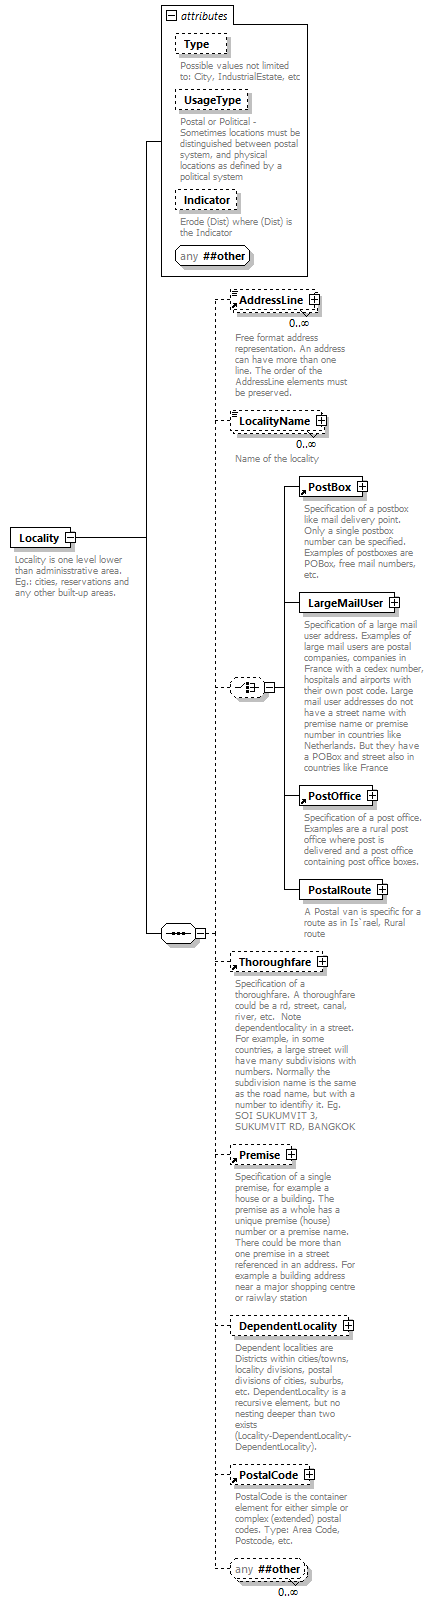 attributes
Type
Possible values not limited
to: City, IndustrialEstate, etc
UsageType
Postal or Political -
Sometimes locations must be
distinguished between postal
system, and physical
locations as defined by a
political system
Indicator
Erode (Dist) where (Dist) is
the Indicator
any ##other
AddressLine
0..∞
Free format address
representation. An address
can have more than one
line. The order of the
AddressLine elements must
be preserved.
LocalityName
0..∞
Name of the locality
PostBox
Specification of a postbox
like mail delivery point.
Only a single postbox
number can be specified.
Examples of postboxes are
POBox, free mail numbers,
etc.
Locality
Locality is one level lower
than adminisstrative area.
Eg.: cities, reservations and
any other built-up areas.
LargeMailUser
Specification of a large mail
user address. Examples of
large mail users are postal
companies, companies in
France with a cedex number,
hospitals and airports with
their own post code. Large
mail user addresses do not
have a street name with
premise name or premise
number in countries like
Netherlands. But they have
a POBox and street also in
countries like France
PostOffice
Specification of a post office.
Examples are a rural post
office where post is
delivered and a post office
containing post office boxes.
PostalRoute
A Postal van is specific for a
route as in Is`rael, Rural
route
Thoroughfare
Specification of a
thoroughfare. A thoroughfare
could be a rd, street, canal,
river, etc.  Note
dependentlocality in a street.
For example, in some
countries, a large street will
have many subdivisions with
numbers. Normally the
subdivision name is the same
as the road name, but with a
number to identifiy it. Eg.
SOI SUKUMVIT 3,
SUKUMVIT RD, BANGKOK
Premise
Specification of a single
premise, for example a
house or a building. The
premise as a whole has a
unique premise (house)
number or a premise name.
There could be more than
one premise in a street
referenced in an address. For
example a building address
near a major shopping centre
or raiwlay station
DependentLocality
Dependent localities are
Districts within cities/towns,
locality divisions, postal
divisions of cities, suburbs,
etc. DependentLocality is a
recursive element, but no
nesting deeper than two
exists
(Locality-DependentLocality-
DependentLocality).
PostalCode
PostalCode is the container
element for either simple or
complex (extended) postal
codes. Type: Area Code,
Postcode, etc.
any ##other
0..∞